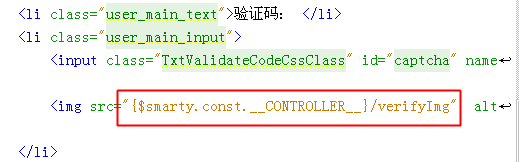 <li class="user_main_text">验证码: </li>
<li class="user_main_input">
<input class="TxtValidateCodeCssClass" id="captcha" name↵
<img src="{$smarty.const.__CONTROLLER__}/verifyImg" alt↵
</li>